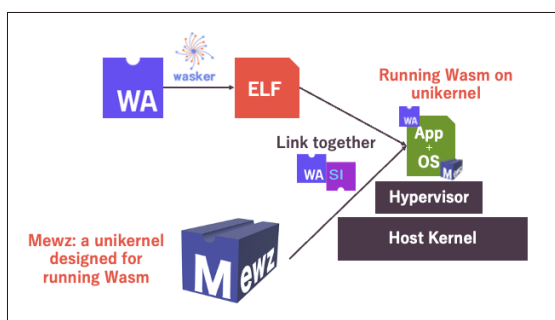 WA
wasker
ELF
Running Wasm on
unikernel
WA
App
+
OS
M
Link together
WA SI
Hypervisor
Host Kernel
Mewz: a unikernel
designed for
running Wasm
Mewz